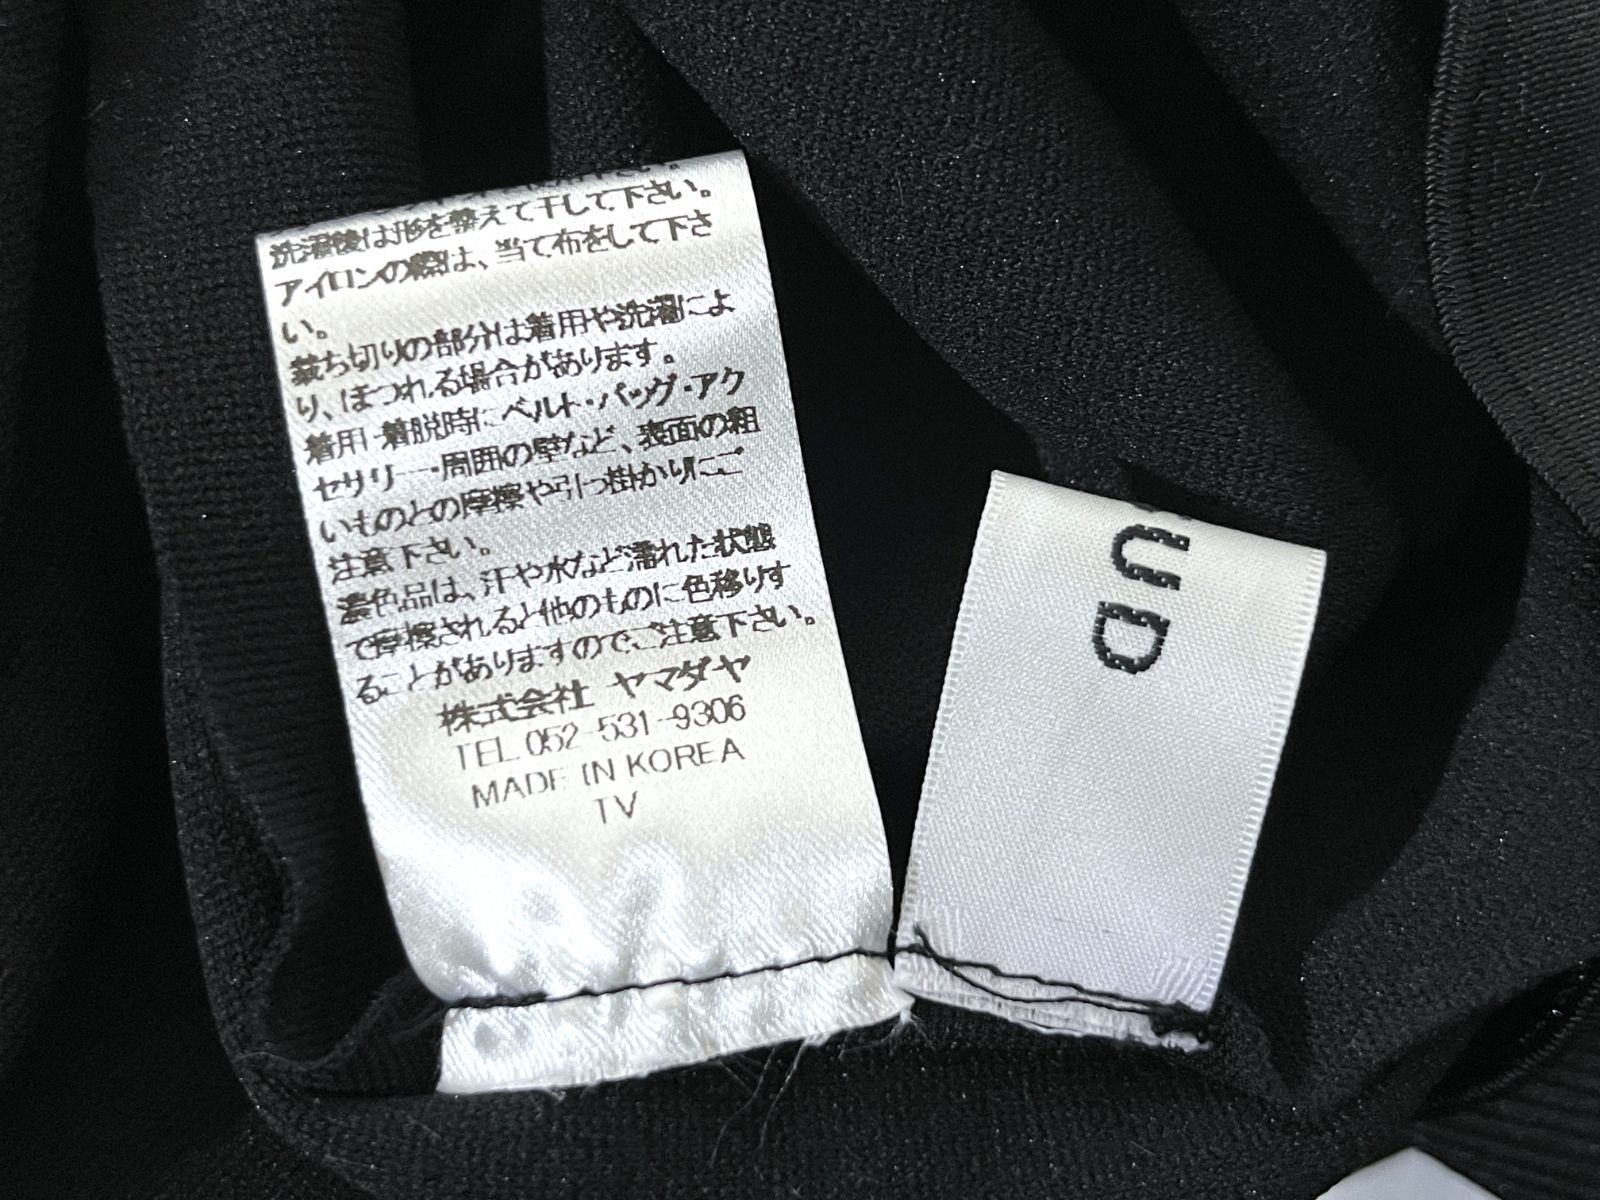 洗濯後は形を整えて干して下さい。
アイロンの際は、当て布をして下さ
い。
裁ち切りの部分は着用や洗濯によ
り、ほつれる場合があります。
着用・着脱時にベルト・バッグ・アク
セサリー・周囲の壁など、表面の粗
いものとの摩擦や引っ掛かりにご
注意下さい。
濃色品は、汗や水など濡れた状態
で摩擦されると他のものに色移りす
ることがありますのでご注意下さい。
株式会社 ヤマダヤ
TEL.052-531-9306
MADE IN KOREA
TV
UD